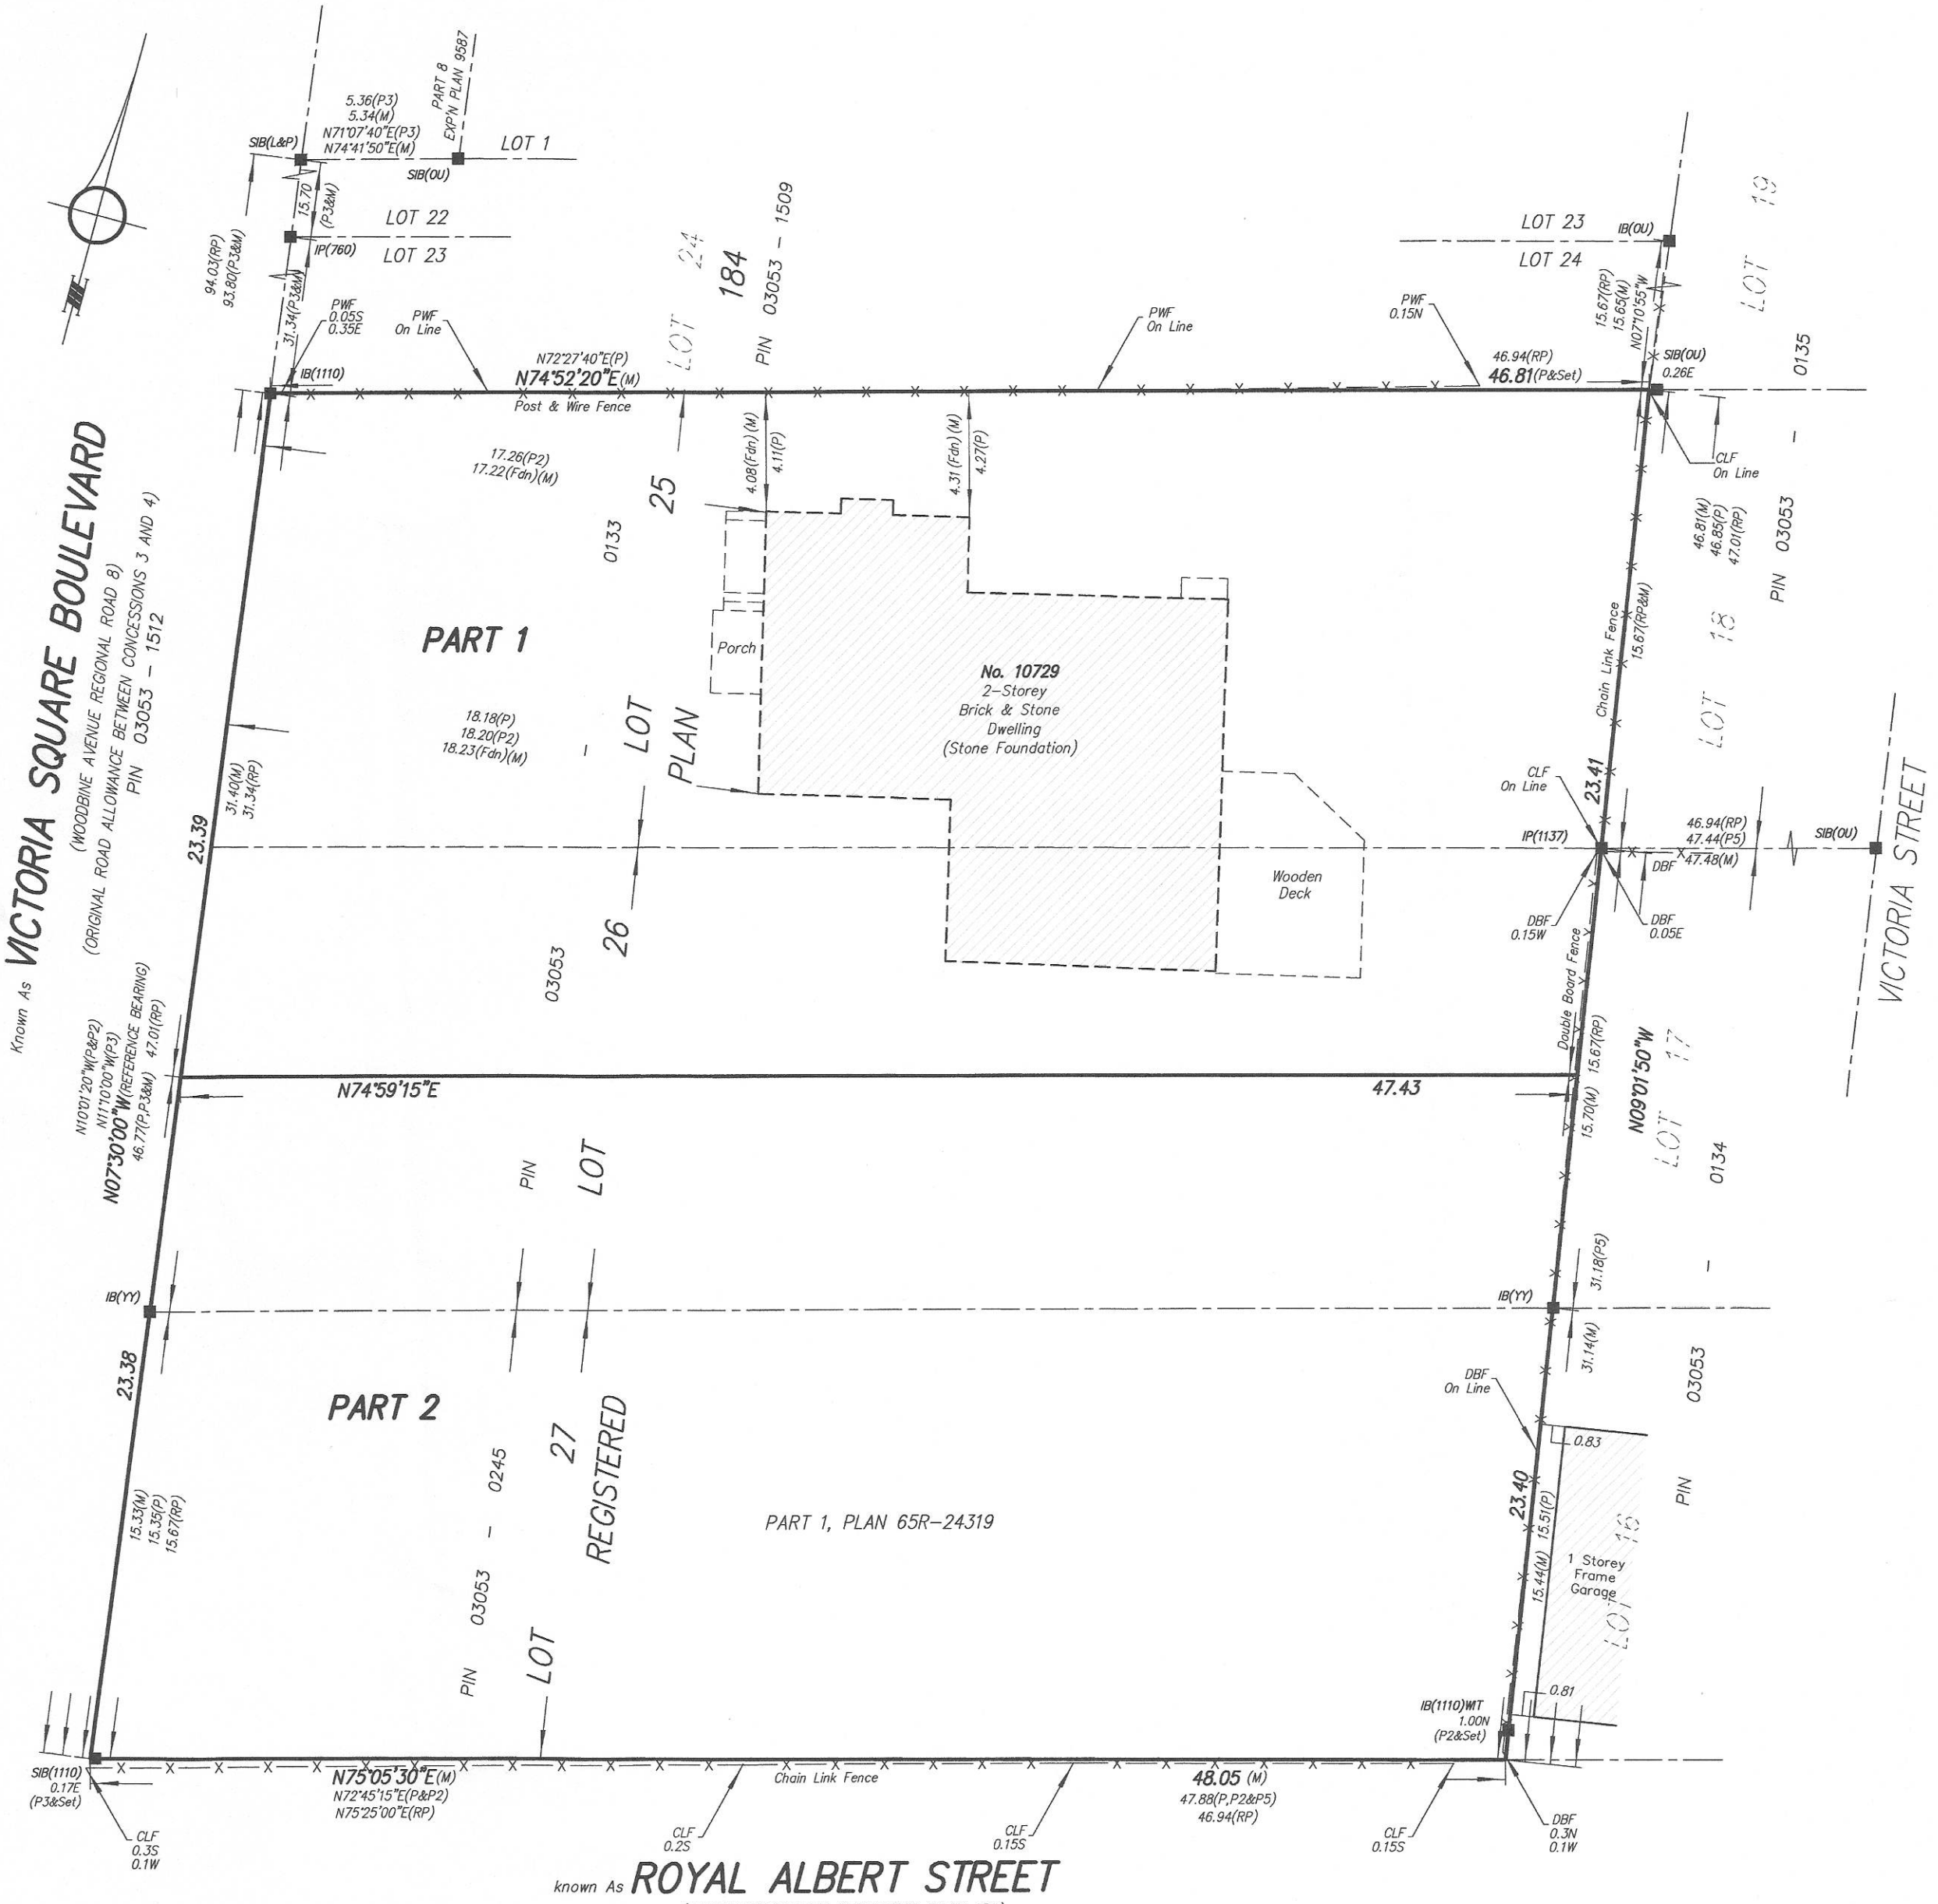 PART 8
EXP'N PLAN 9587
5.36(P3)
5.34(M)
N71°07'40"E(P3)
N74°41'50"E(M)
SIB(L&P)
SIB(OU)
LOT 1
15.70
(P3&M)
LOT 22
LOT 23
IP(760)
94.03(RP)
93.80(P3&M)
31.34(P3&M)
PWF
0.05S
0.35E
PWF
On Line
IB(1110)
N72°27'40"E(P)
N74°52'20"E(M)
Post & Wire Fence
LOT 24
184
PIN 03053 - 1509
PWF
On Line
PWF
0.15N
46.94(RP)
46.81(P&Set)
LOT 23
LOT 24
IB(OU)
15.67(RP)
15.65(M)
N07°10'55"W
SIB(OU)
0.26E
LOT 19
PIN 03053 - 0135
CLF
On Line
46.81(M)
46.85(P)
47.01(RP)
17.26(P2)
17.22(Fdn)(M)
25
4.08(Fdn)(M)
4.11(P)
4.31(Fdn)(M)
4.27(P)
Known As VICTORIA SQUARE BOULEVARD
(WOODBINE AVENUE REGIONAL ROAD 8)
(ORIGINAL ROAD ALLOWANCE BETWEEN CONCESSIONS 3 AND 4)
PIN 03053 - 1512
PART 1
03053 - 0133
Porch
No. 10729
2-Storey
Brick & Stone
Dwelling
(Stone Foundation)
Chain Link Fence
15.67(RP&M)
LOT 18
18.18(P)
18.20(P2)
18.23(Fdn)(M)
LOT
PLAN
31.40(M)
31.34(RP)
23.39
23.41
CLF
On Line
IP(1137)
46.94(RP)
47.44(P5)
47.48(M)
DBF
SIB(OU)
VICTORIA STREET
Wooden
Deck
26
DBF
0.15W
DBF
0.05E
Double Board Fence
15.70(M) 15.67(RP)
N09°01'50"W
LOT 17
N10°01'20"W(P&P2)
N11°10'00"W(P3)
N07°30'00"W(REFERENCE BEARING)
46.77(P,P3&M) 47.01(RP)
N74°59'15"E
47.43
PIN
LOT
PIN 03053 - 0134
IB(YY)
IB(YY)
31.18(P5)
31.14(M)
23.38
PART 2
27
REGISTERED
DBF
On Line
0.83
23.40
15.44(M) 15.51(P)
LOT 16
1 Storey
Frame
Garage
15.33(M)
15.35(P)
15.67(RP)
PIN 03053 - 0245
PART 1, PLAN 65R-24319
LOT
0.81
IB(1110)WIT
1.00N
(P2&Set)
SIB(1110)
0.17E
(P3&Set)
N75°05'30"E(M)
N72°45'15"E(P&P2)
N75°25'00"E(RP)
Chain Link Fence
48.05 (M)
47.88(P,P2&P5)
46.94(RP)
CLF
0.3S
0.1W
CLF
0.2S
CLF
0.15S
CLF
0.15S
DBF
0.3N
0.1W
known As ROYAL ALBERT STREET